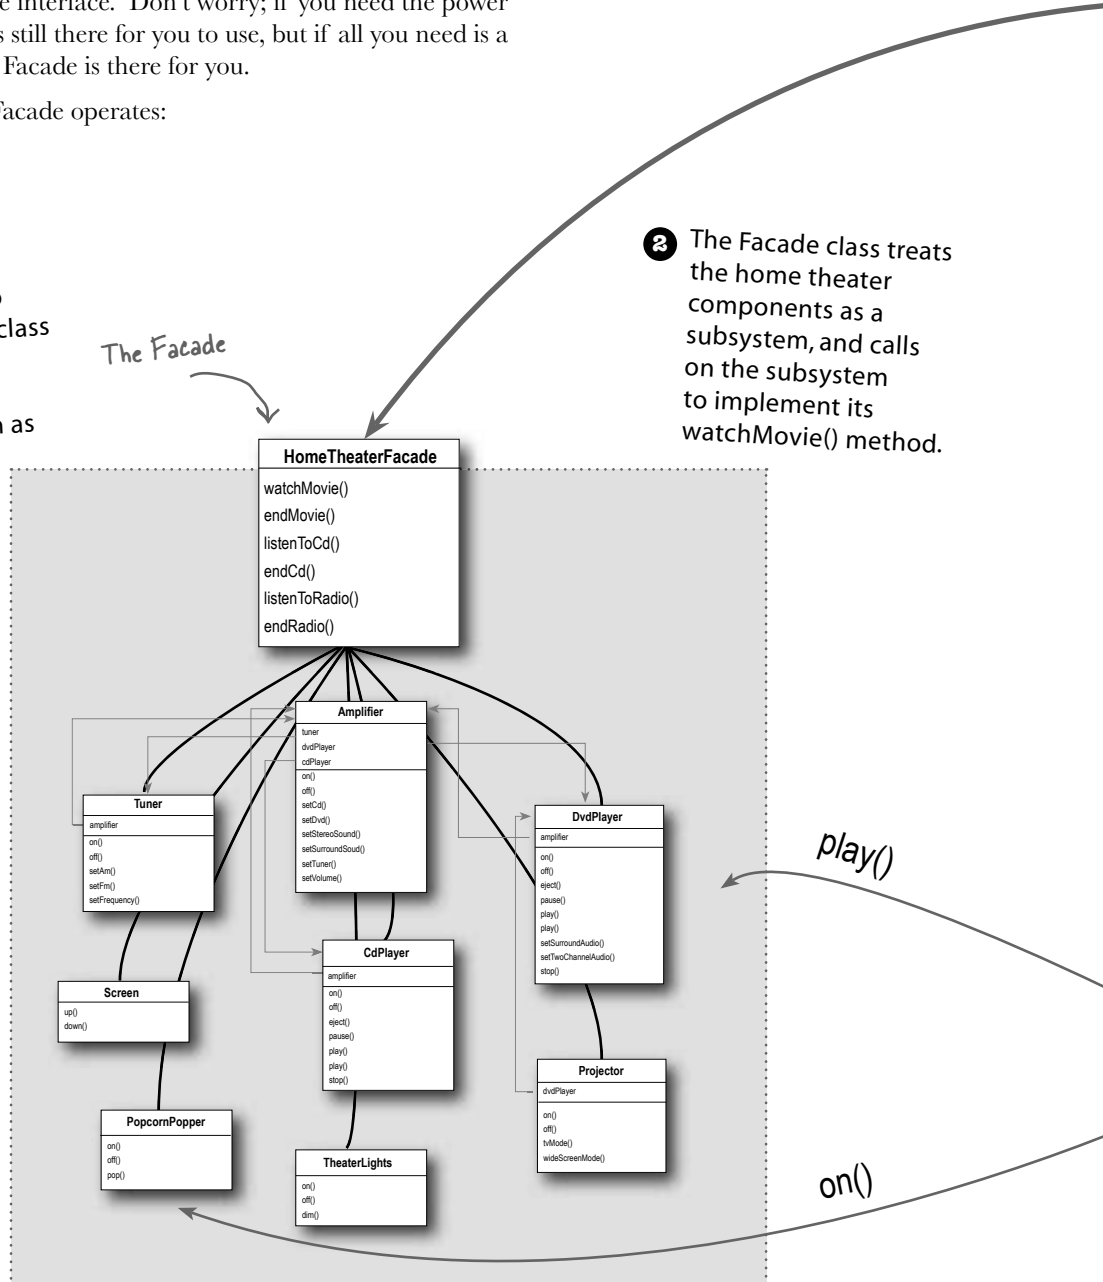 e interface. Don't worry; if you need the power
s still there for you to use, but if all you need is a
Facade is there for you.
Facade operates:
2 The Facade class treats
the home theater
components as a
subsystem, and calls
on the subsystem
to implement its
watchMovie() method.
class
n as
The Facade
HomeTheaterFacade
watchMovie()
endMovie()
listenToCd()
endCd()
listenToRadio()
endRadio()
Amplifier
tuner
dvdPlayer
cdPlayer
on()
off()
setCd()
setDvd()
setStereoSound()
setSurroundSoud()
setTuner()
setVolume()
Tuner
amplifier
on()
off()
setAm()
setFm()
setFrequency()
DvdPlayer
amplifier
on()
off()
eject()
pause()
play()
play()
setSurroundAudio()
setTwoChannelAudio()
stop()
play()
CdPlayer
amplifier
on()
off()
eject()
pause()
play()
play()
stop()
Screen
up()
down()
Projector
dvdPlayer
on()
off()
tvMode()
wideScreenMode()
PopcornPopper
on()
off()
pop()
TheaterLights
on()
off()
dim()
on()